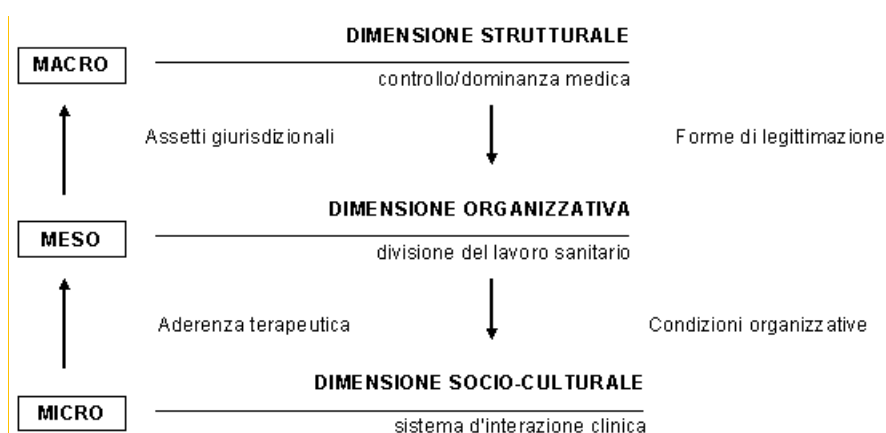 DIMENSIONE STRUTTURALE
MACRO
controllo/dominanza medica
Assetti giurisdizionali
Forme di legittimazione
DIMENSIONE ORGANIZZATIVA
MESO
divisione del lavoro sanitario
Aderenza terapeutica
Condizioni organizzative
DIMENSIONE SOCIO-CULTURALE
MICRO
sistema d'interazione clinica